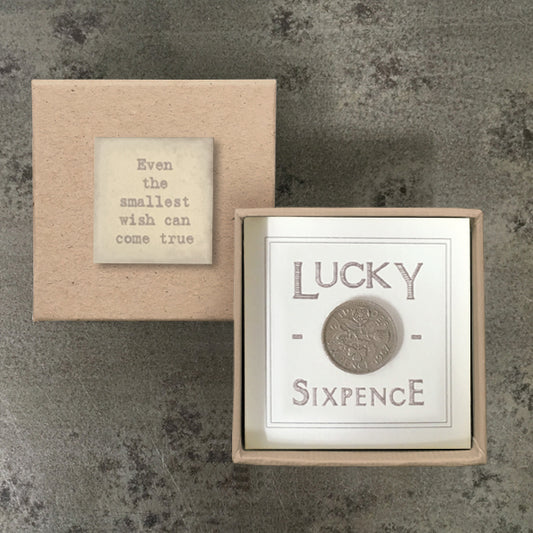 Even
the
smallest
wish can
come true
LUCKY
- -
SIXPENCE